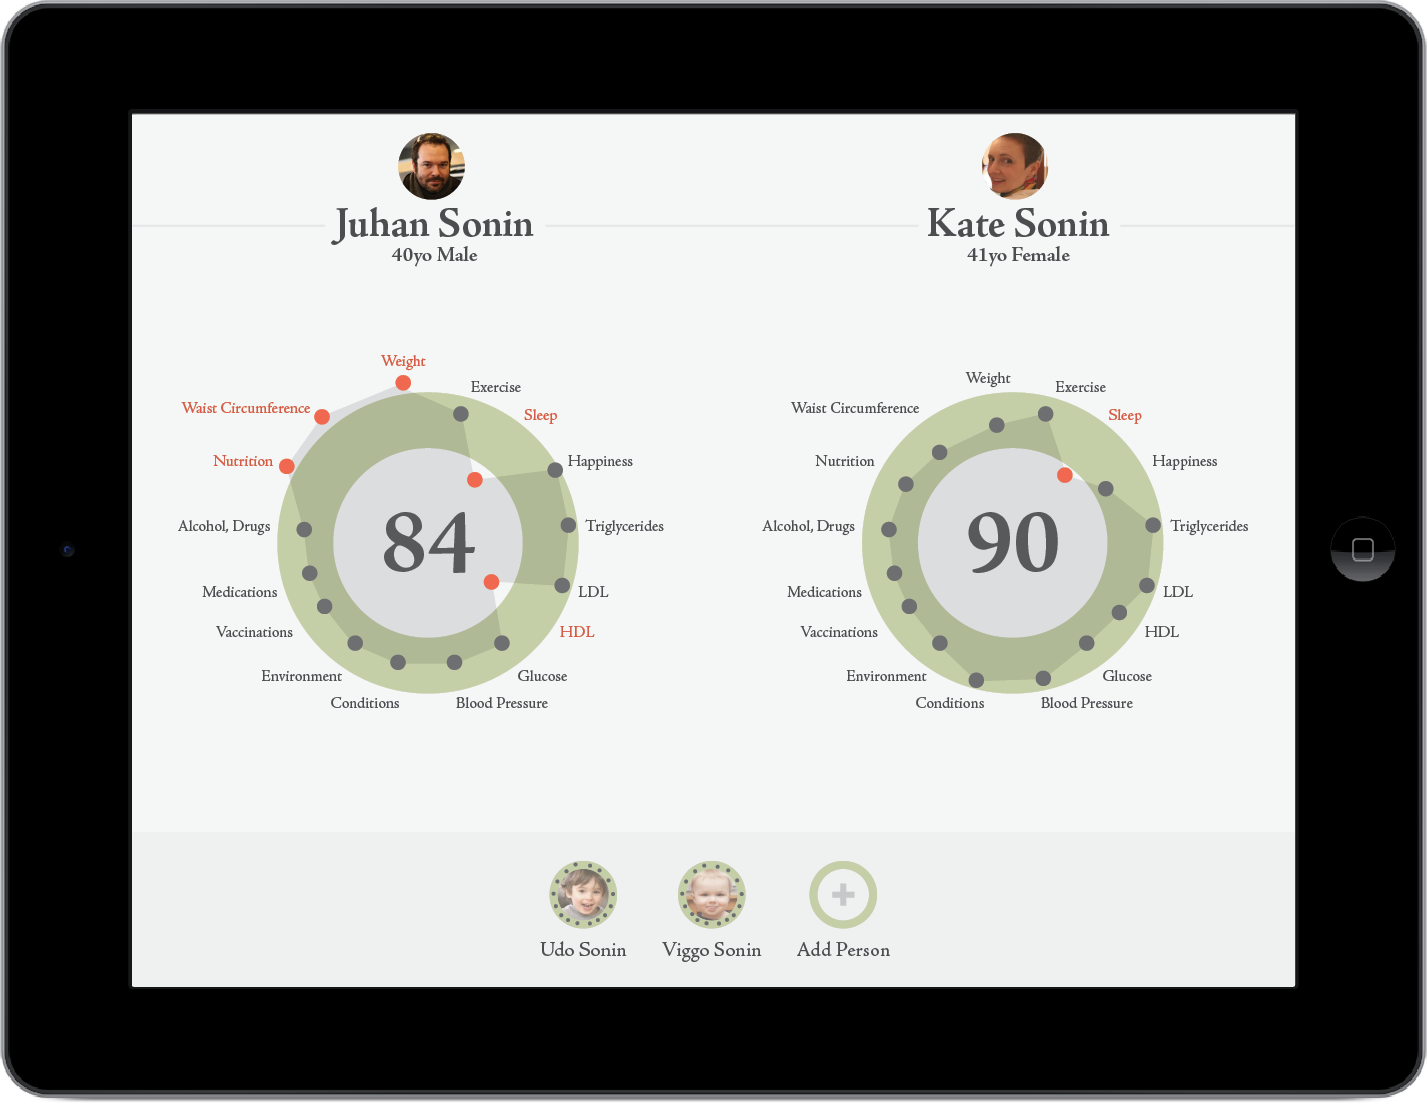 Juhan Sonin
40yo Male
Weight
Exercise
Waist Circumference
Sleep
Nutrition
Happiness
Alcohol, Drugs
Triglycerides
84
Medications
LDL
Vaccinations
HDL
Environment
Glucose
Conditions
Blood Pressure
Kate Sonin
41yo Female
Weight
Exercise
Waist Circumference
Sleep
Nutrition
Happiness
Alcohol, Drugs
Triglycerides
90
Medications
LDL
Vaccinations
HDL
Environment
Glucose
Conditions
Blood Pressure
Udo Sonin
Viggo Sonin
Add Person